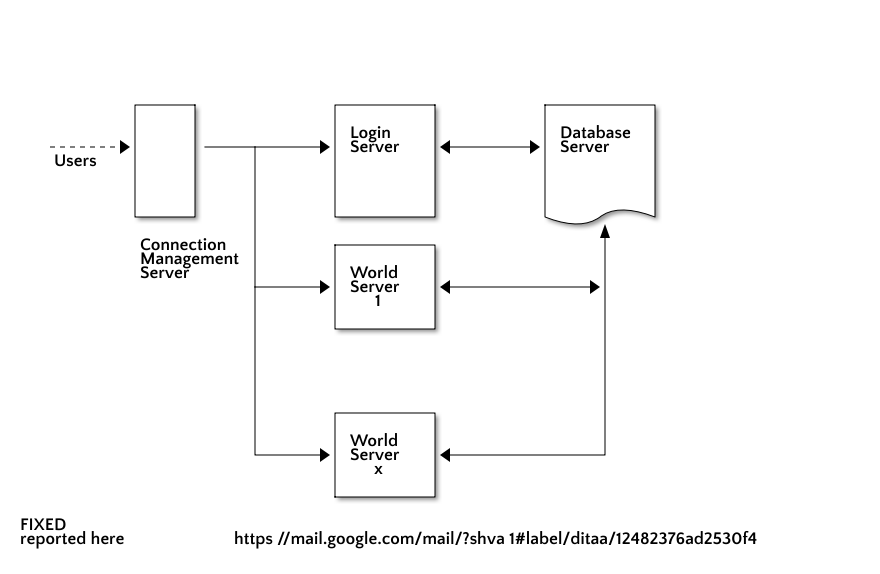 Login
Server
Database
Server
Users
Connection
Management
Server
World
Server
1
World
Server
x
FIXED
reported here
https //mail.google.com/mail/?shva 1#label/ditaa/12482376ad2530f4